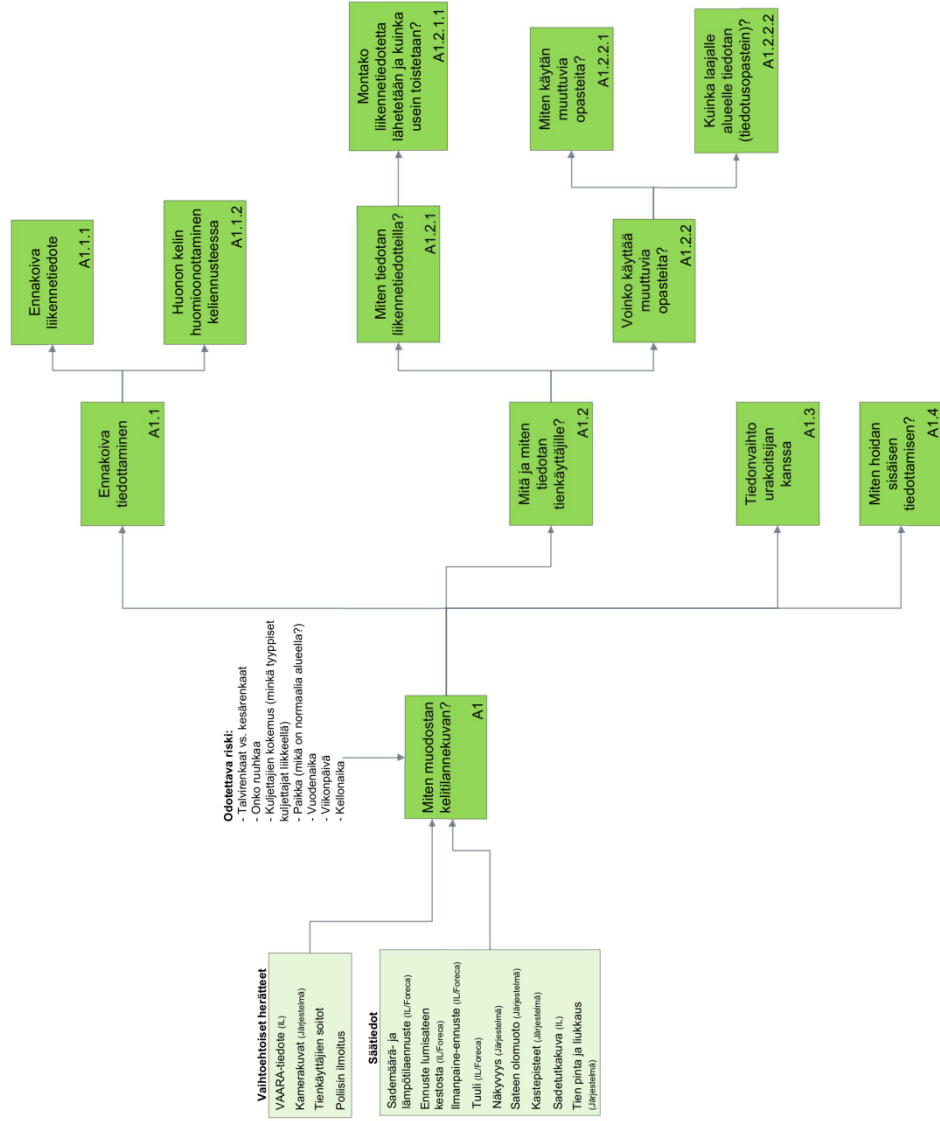 Vaihtoehtoiset herätteet
VAARA-tiedote (IL)
Kamerakuvat (Järjestelmä)
Tienkäyttäjien soitot
Poliisin ilmoitus
Säätiedot
Sademäärä- ja
lämpötilaennuste (IL/Foreca)
Ennuste lumisateen
kestosta (IL/Foreca)
Ilmanpaine-ennuste (IL/Foreca)
Tuuli (IL/Foreca)
Näkyvyys (Järjestelmä)
Sateen olomuoto (Järjestelmä)
Kastepisteet (Järjestelmä)
Sadetutkakuva (IL)
Tien pinta ja liukkaus
(Järjestelmä)
Odotettava riski:
- Talvirenkaat vs. kesärenkaat
- Onko ruuhkaa
- Kuljettajien kokemus (minkä tyyppiset
kuljettajat liikkeellä)
- Paikka (mikä on normaalia alueella?)
- Vuodenaika
- Viikonpäivä
- Kellonaika
Miten muodostan
kelitilannekuvan?
A1
Ennakoiva
tiedottaminen
A1.1
Ennakoiva
liikennetiedote
A1.1.1
Huonon kelin
huomioonottaminen
keliennusteessa
A1.1.2
Mitä ja miten
tiedotan
tienkäyttäjille?
A1.2
Miten tiedotan
liikennetiedotteilla?
A1.2.1
Montako
liikennetiedotetta
lähetetään ja kuinka
usein toistetaan?
A1.2.1.1
Voinko käyttää
muuttuvia
opasteita?
A1.2.2
Miten käytän
muuttuvia
opasteita?
A1.2.2.1
Kuinka laajalle
alueelle tiedotan
(tiedotusopastein)?
A1.2.2.2
Tiedonvaihto
urakoitsijan
kanssa
A1.3
Miten hoidan
sisäisen
tiedottamisen?
A1.4